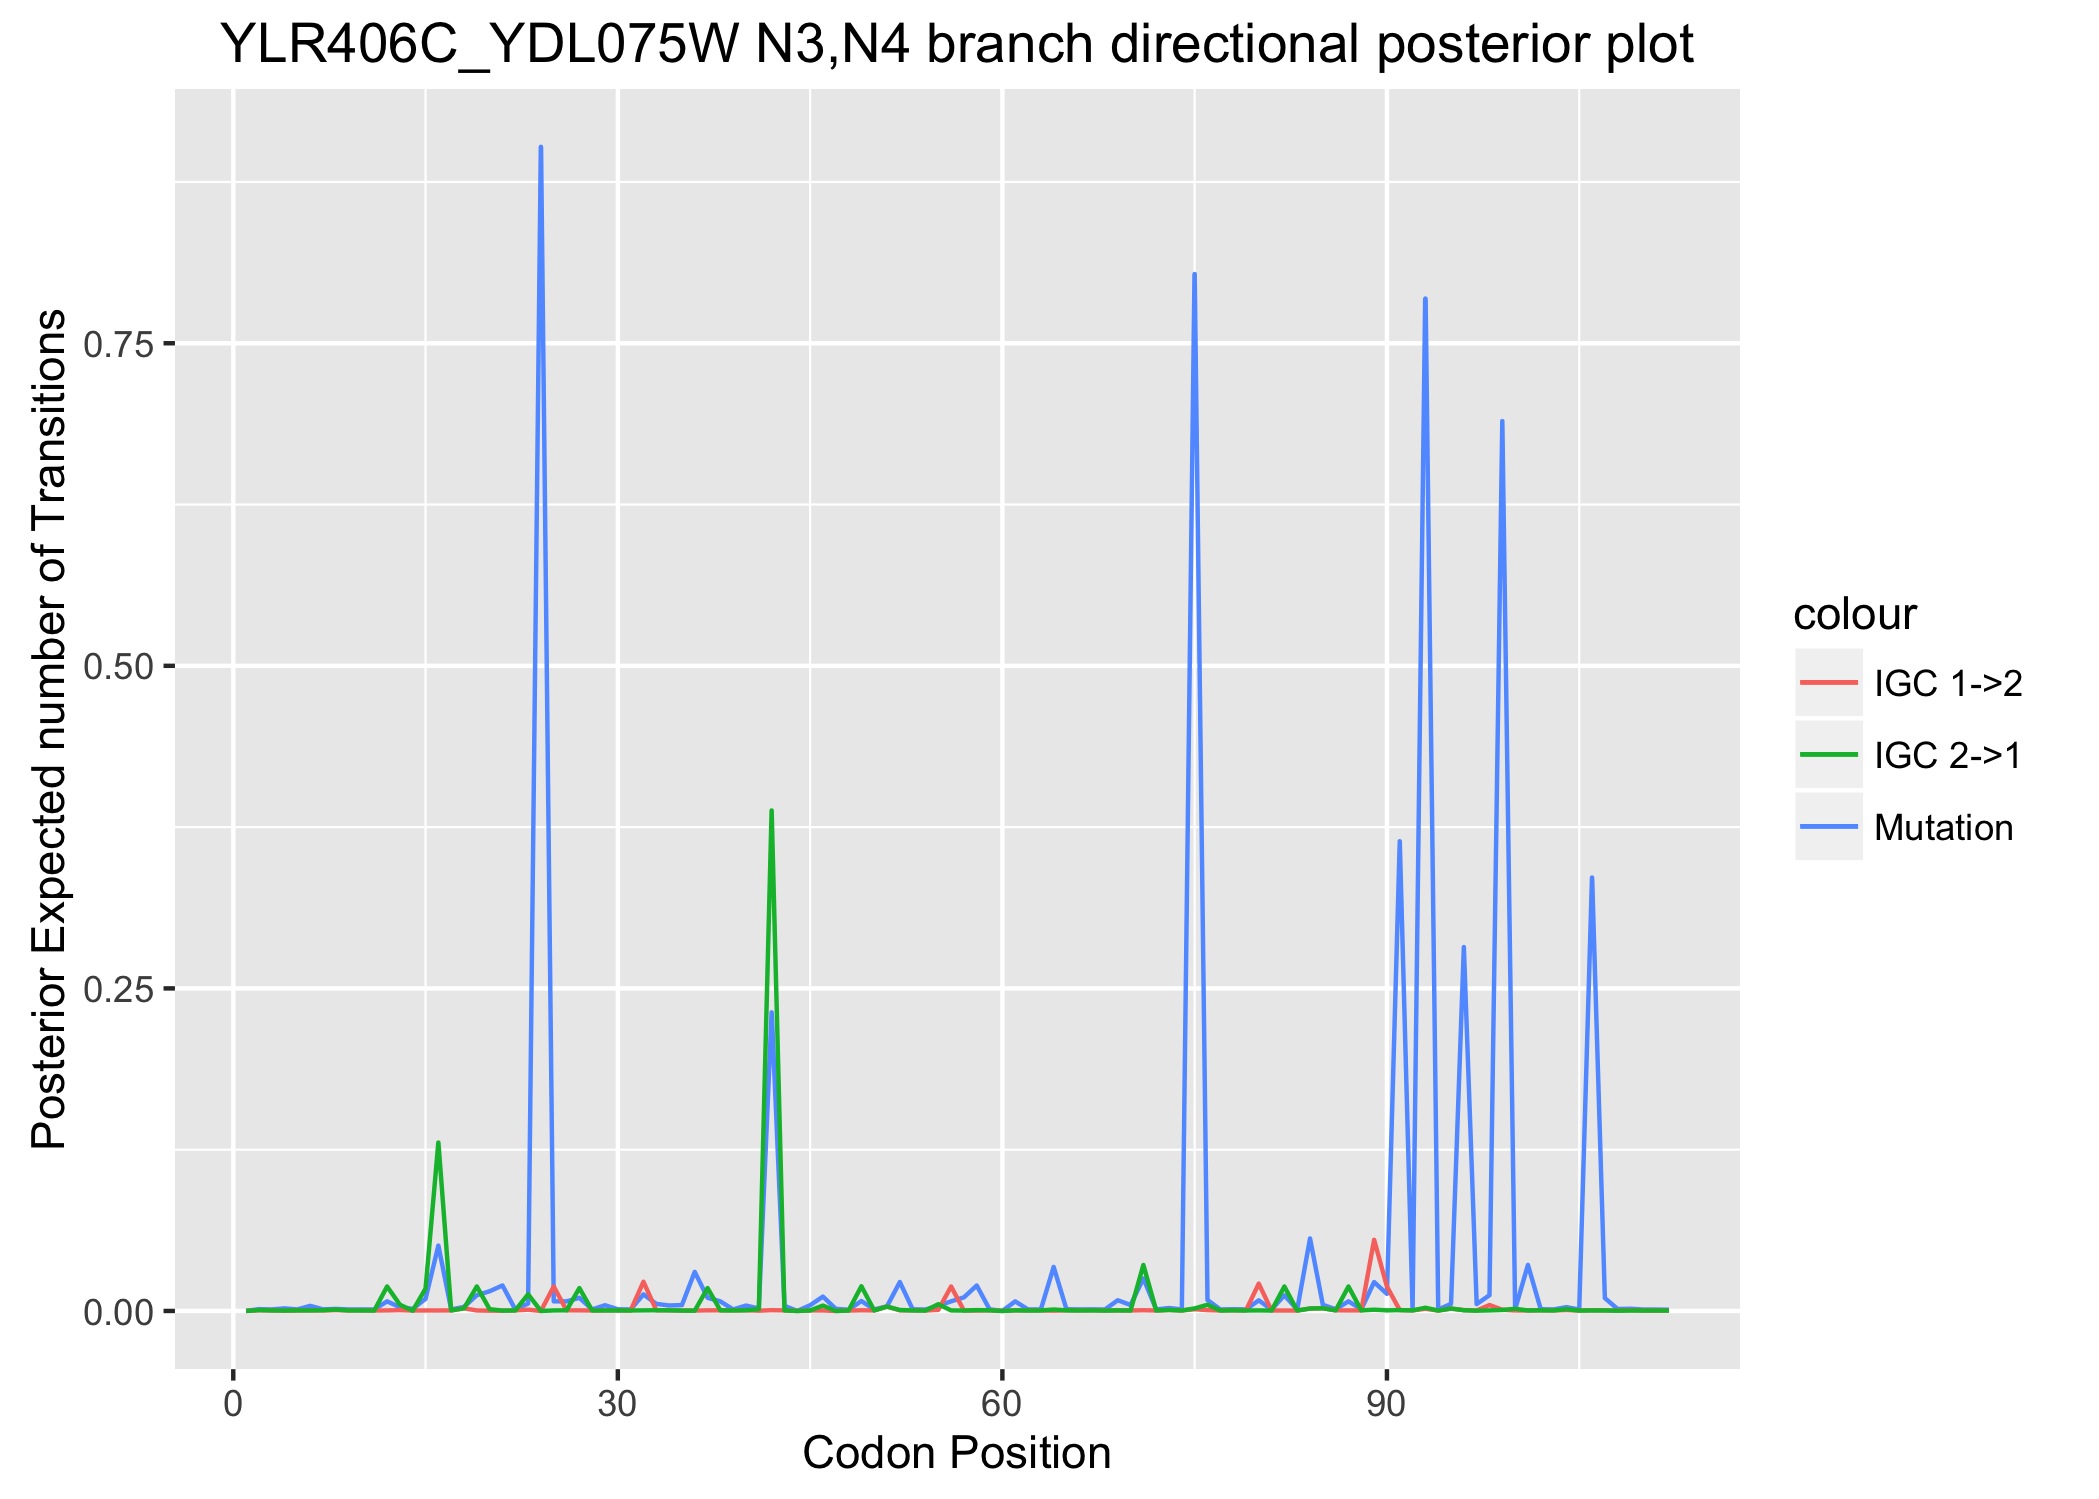 YLR406C_YDL075W N3,N4 branch directional posterior plot
Posterior Expected number of Transitions
0.75
0.50
0.25
0.00
0 30 60 90
Codon Position
colour
IGC 1->2
IGC 2->1
Mutation